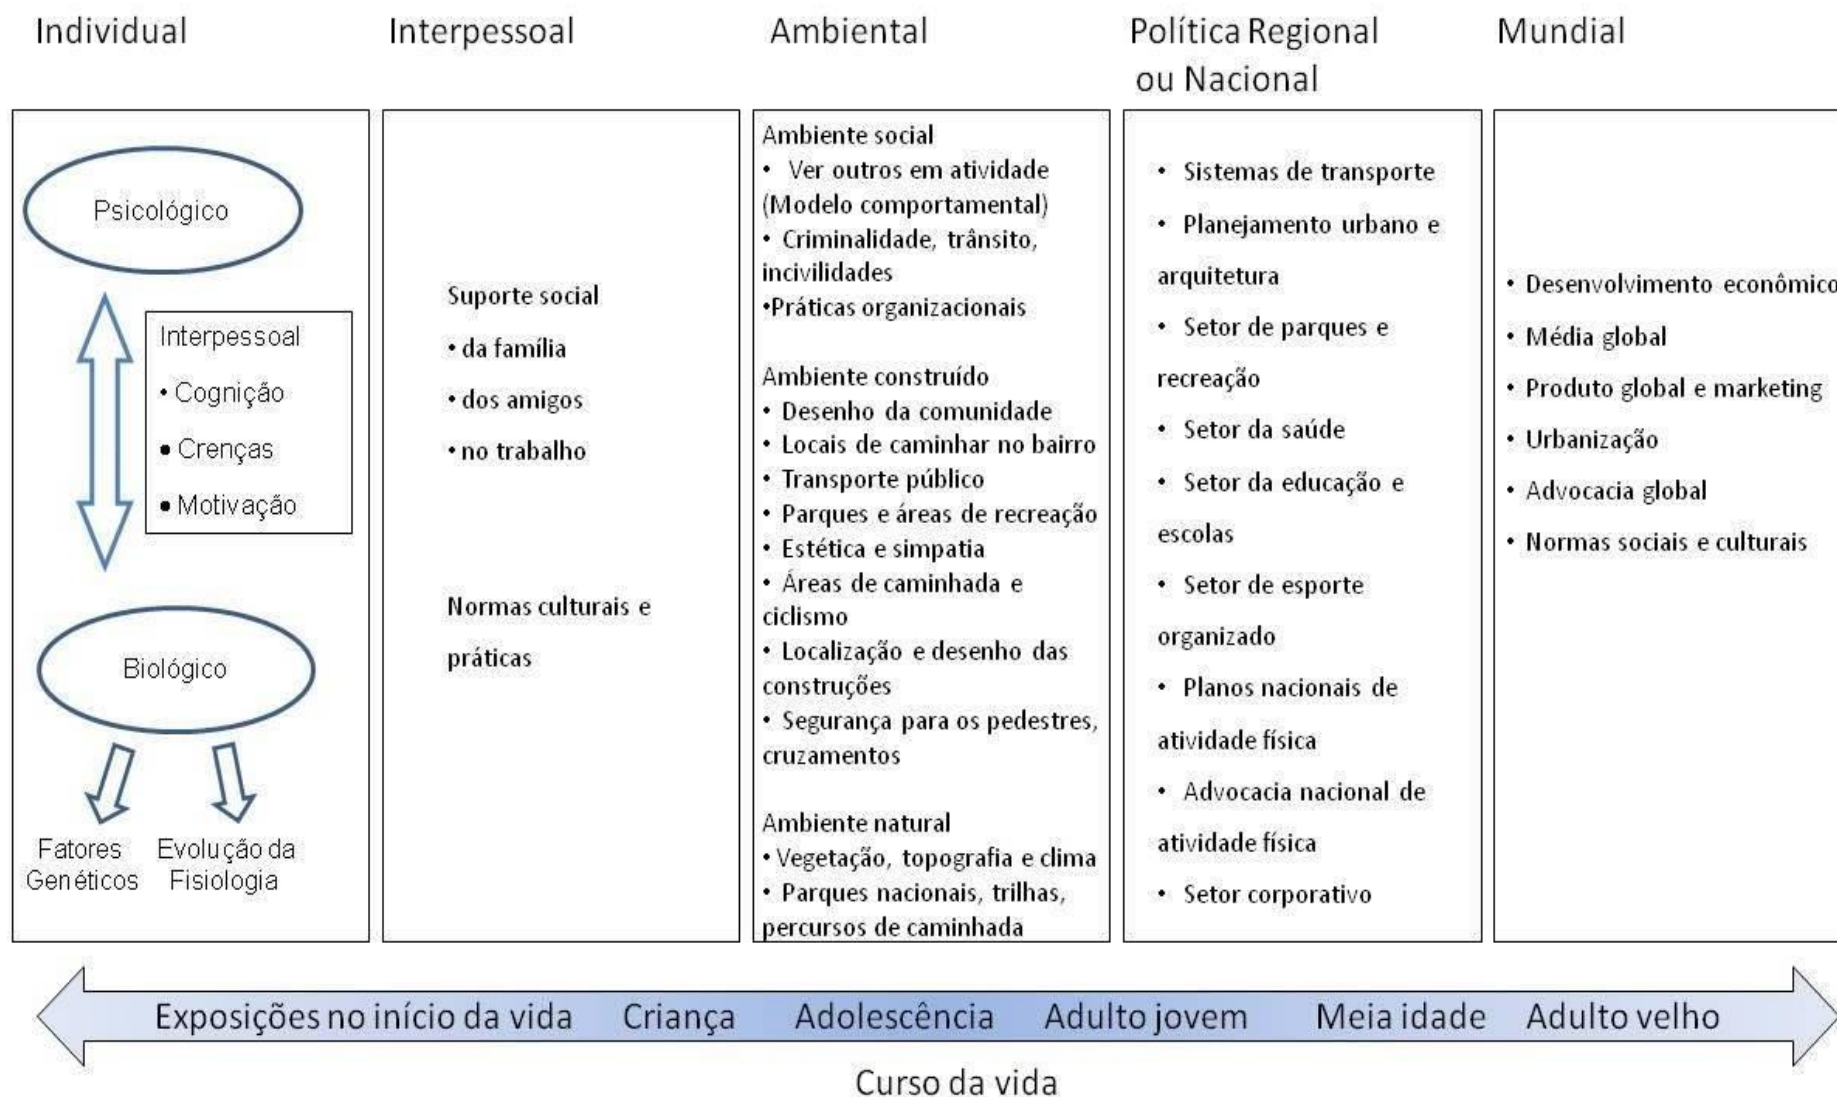 Individual
Interpessoal
Ambiental
Política Regional
ou Nacional
Mundial
Psicológico
Interpessoal
• Cognição
• Crenças
• Motivação
Biológico
Fatores
Genéticos
Evolução da
Fisiologia
Suporte social
• da família
• dos amigos
• no trabalho
Normas culturais e
práticas
Ambiente social
• Ver outros em atividade
(Modelo comportamental)
• Criminalidade, trânsito,
incivilidades
•Práticas organizacionais
Ambiente construído
• Desenho da comunidade
• Locais de caminhar no bairro
• Transporte público
• Parques e áreas de recreação
• Estética e simpatia
• Áreas de caminhada e
ciclismo
• Localização e desenho das
construções
• Segurança para os pedestres,
cruzamentos
Ambiente natural
• Vegetação, topografia e clima
• Parques nacionais, trilhas,
percursos de caminhada
• Sistemas de transporte
• Planejamento urbano e
arquitetura
• Setor de parques e
recreação
• Setor da saúde
• Setor da educação e
escolas
• Setor de esporte
organizado
• Planos nacionais de
atividade física
• Advocacia nacional de
atividade física
• Setor corporativo
• Desenvolvimento econômico
• Média global
• Produto global e marketing
• Urbanização
• Advocacia global
• Normas sociais e culturais
Exposições no início da vida Criança Adolescência Adulto jovem Meia idade Adulto velho
Curso da vida